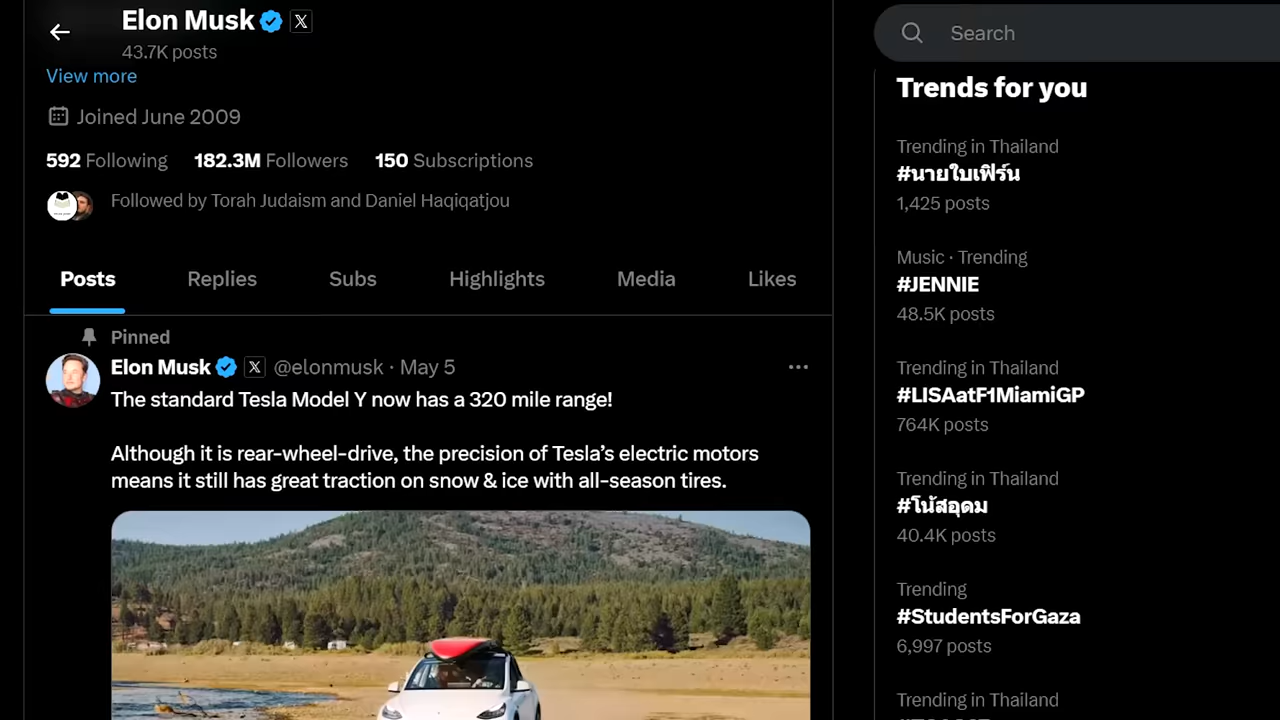 Elon Musk
43.7K posts
View more
Joined June 2009
592 Following 182.3M Followers 150 Subscriptions
Followed by Torah Judaism and Daniel Haqiqatjou
Posts Replies Subs Highlights Media Likes
Pinned
Elon Musk @elonmusk · May 5
The standard Tesla Model Y now has a 320 mile range!
Although it is rear-wheel-drive, the precision of Tesla’s electric motors
means it still has great traction on snow & ice with all-season tires.
Search
Trends for you
Trending in Thailand
#นายใบเฟิร์น
1,425 posts
Music · Trending
#JENNIE
48.5K posts
Trending in Thailand
#LISAatF1MiamiGP
764K posts
Trending in Thailand
#โน้สอุดม
40.4K posts
Trending
#StudentsForGaza
6,997 posts
Trending in Thailand